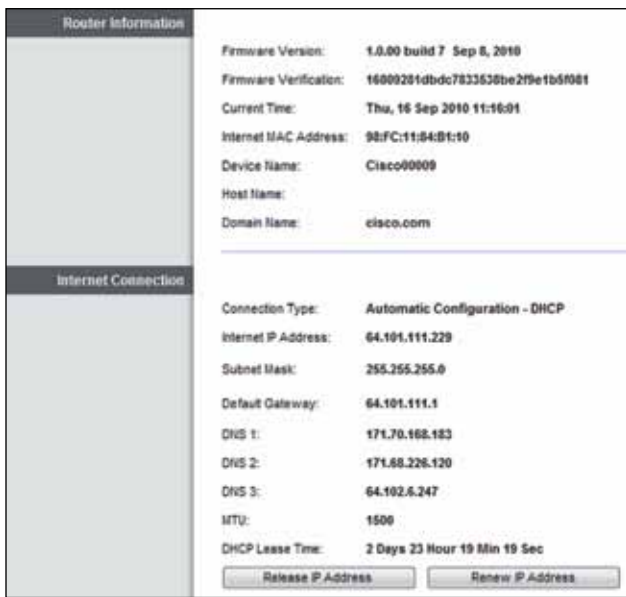 Router Information
Firmware Version: 1.0.00 build 7 Sep 8, 2010
Firmware Verification:
Current Time: Thu, 16 Sep 2010 11:16:01
Internet MAC Address: 98:FC:11:84:B1:10
Device Name: Cisco00009
Host Name:
Domain Name: cisco.com
Internet Connection
Connection Type: Automatic Configuration - DHCP
Internet IP Address: 64.101.111.229
Subnet Mask: 255.255.255.0
Default Gateway: 64.101.111.1
DNS 1: 171.70.168.183
DNS 2: 171.68.226.120
DNS 3: 64.102.6.247
MTU: 1500
DHCP Lease Time: 2 Days 23 Hour 19 Min 19 Sec
Release IP Address Renew IP Address